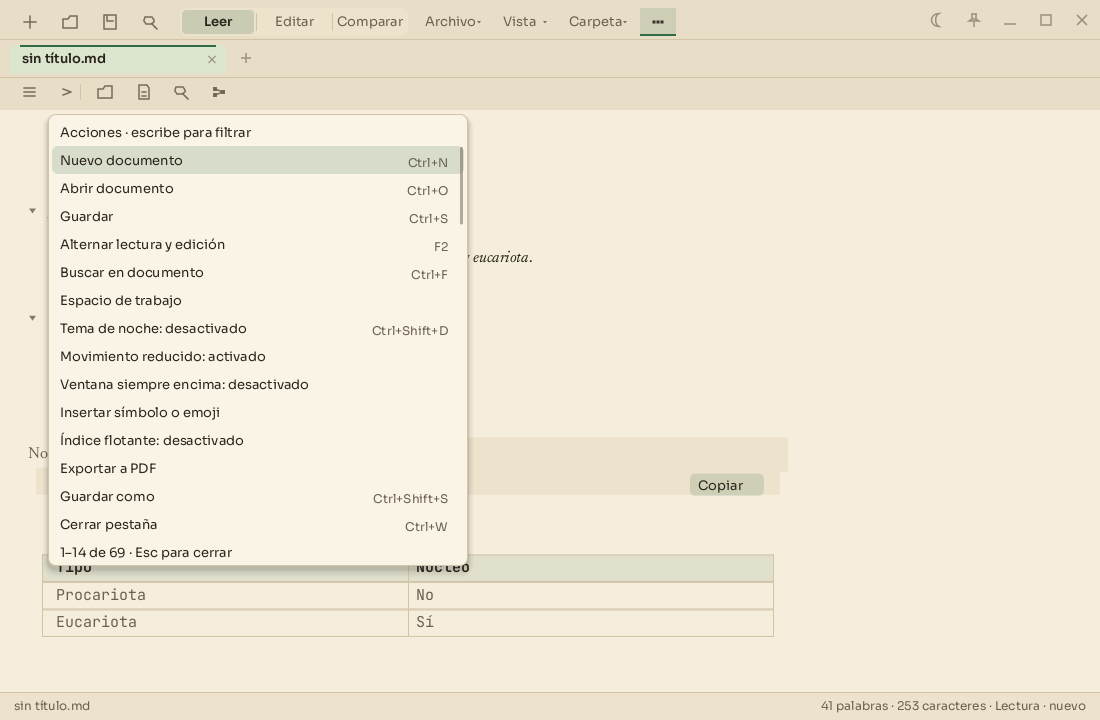 Leer Editar Comparar Archivo Vista Carpeta
sin título.md
Acciones · escribe para filtrar
Nuevo documento Ctrl+N
Abrir documento Ctrl+O
Guardar Ctrl+S
Alternar lectura y edición F2
y eucariota.
Buscar en documento Ctrl+F
Espacio de trabajo
Tema de noche: desactivado Ctrl+Shift+D
Movimiento reducido: activado
Ventana siempre encima: desactivado
Insertar símbolo o emoji
Índice flotante: desactivado
No
Exportar a PDF
Copiar
Guardar como Ctrl+Shift+S
Cerrar pestaña Ctrl+W
1–14 de 69 · Esc para cerrar
Tipo Núcleo
Procariota No
Eucariota Sí
sin título.md 41 palabras · 253 caracteres · Lectura · nuevo